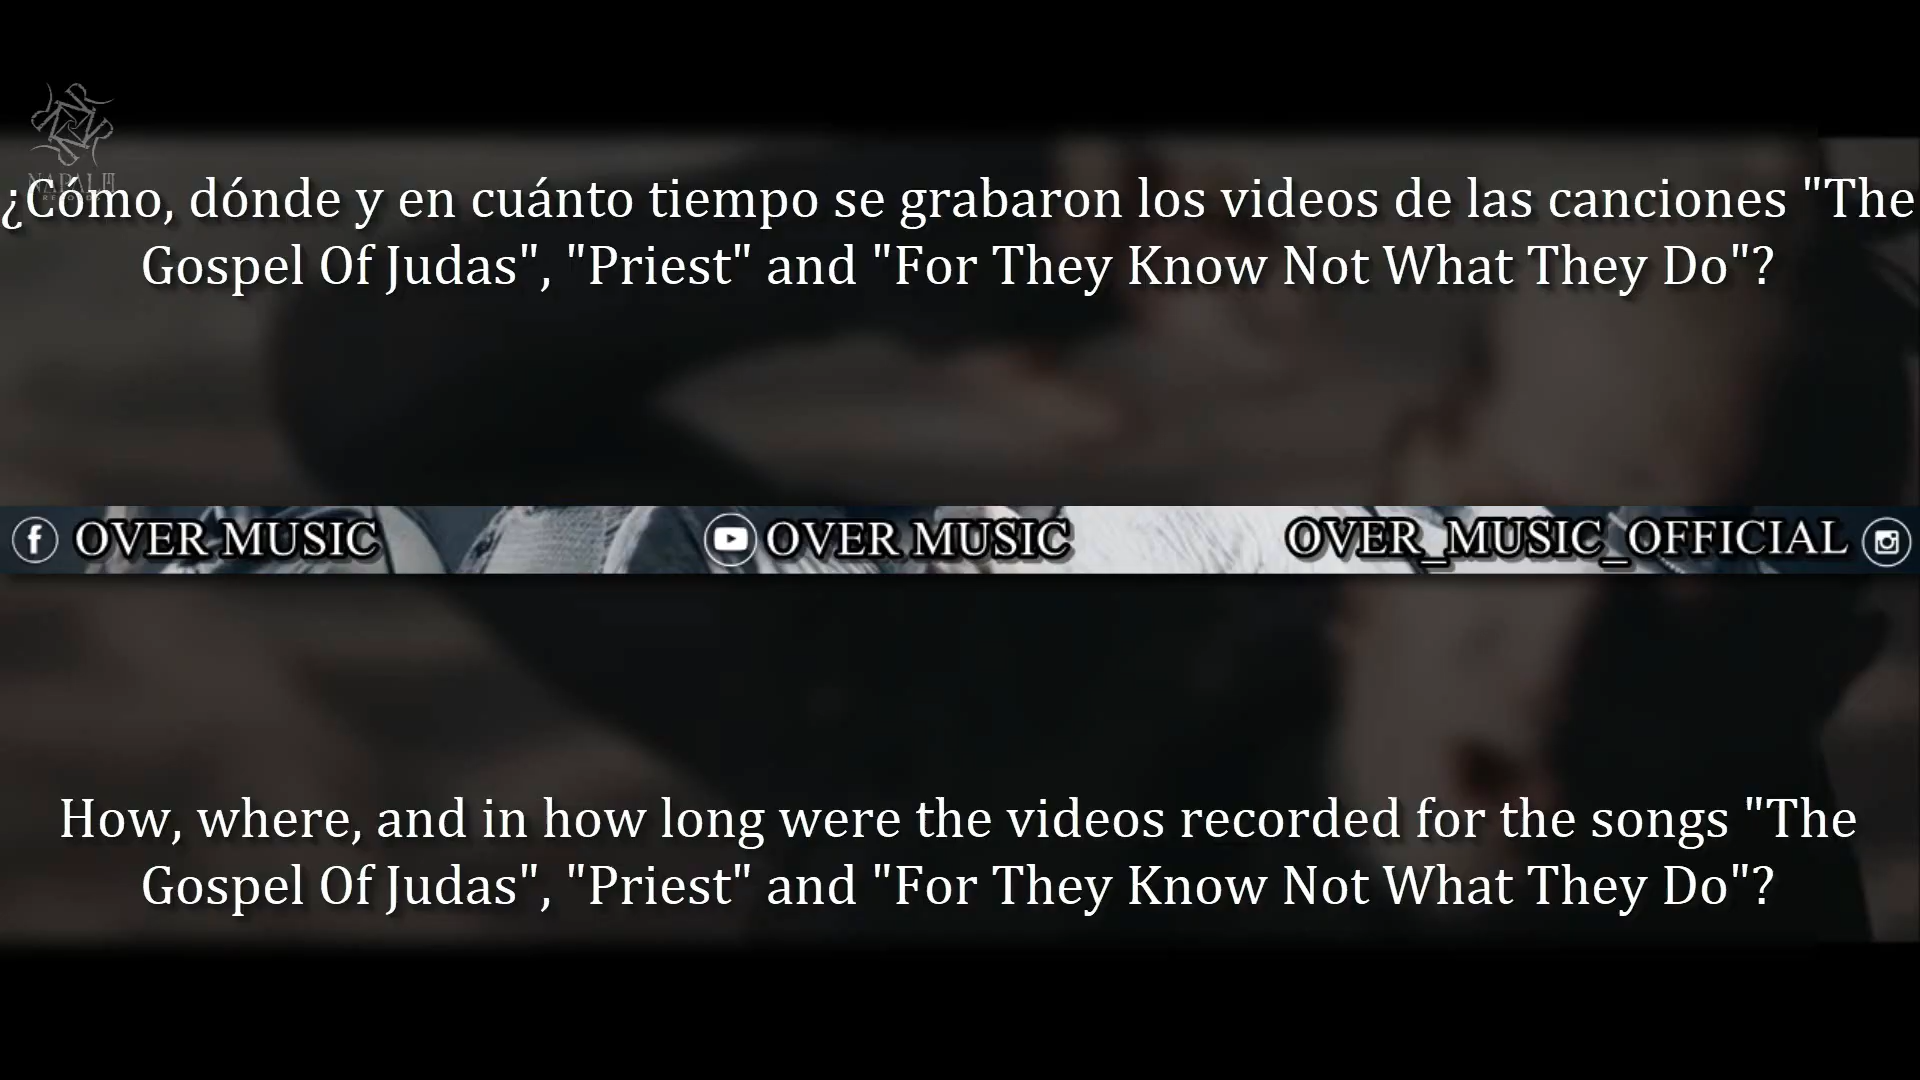 NAPALM
RECORDS
¿Cómo, dónde y en cuánto tiempo se grabaron los videos de las canciones "The
Gospel Of Judas", "Priest" and "For They Know Not What They Do"?
OVER MUSIC OVER MUSIC OVER_MUSIC_OFFICIAL
How, where, and in how long were the videos recorded for the songs "The
Gospel Of Judas", "Priest" and "For They Know Not What They Do"?